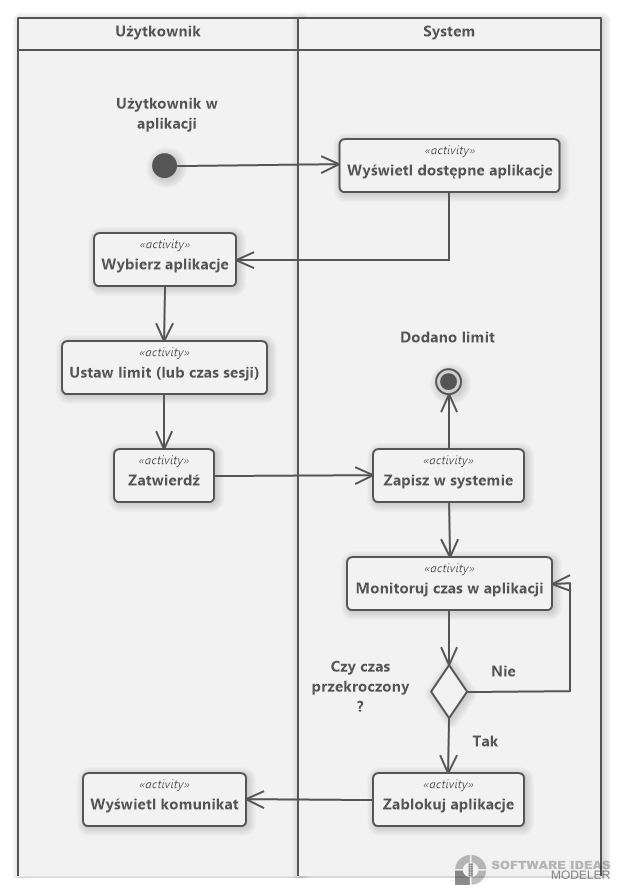 Użytkownik
System
Użytkownik w
aplikacji
«activity»
Wyświetl dostępne aplikacje
«activity»
Wybierz aplikacje
«activity»
Ustaw limit (lub czas sesji)
Dodano limit
«activity»
Zatwierdź
«activity»
Zapisz w systemie
«activity»
Monitoruj czas w aplikacji
Czy czas
przekroczony
?
Nie
Tak
«activity»
Wyświetl komunikat
«activity»
Zablokuj aplikacje
SOFTWARE IDEAS
MODELER